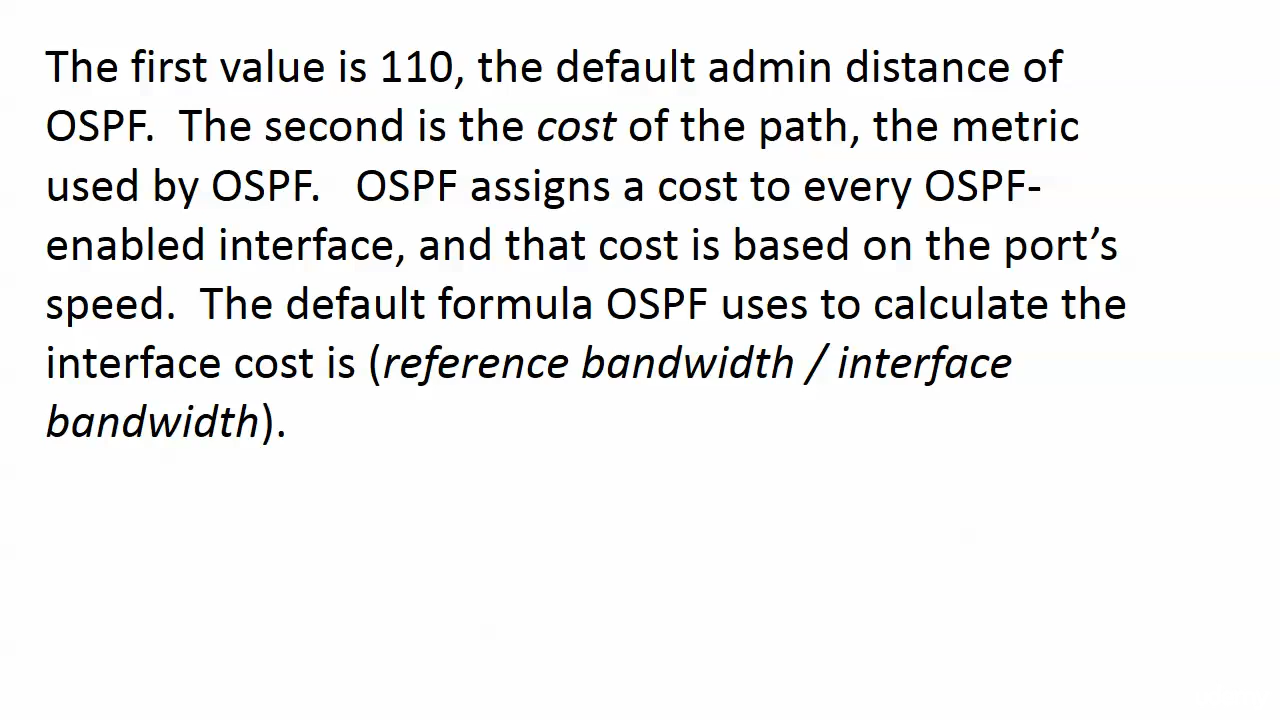 The first value is 110, the default admin distance of
OSPF.  The second is the cost of the path, the metric
used by OSPF.   OSPF assigns a cost to every OSPF-
enabled interface, and that cost is based on the port’s
speed.  The default formula OSPF uses to calculate the
interface cost is (reference bandwidth / interface
bandwidth).